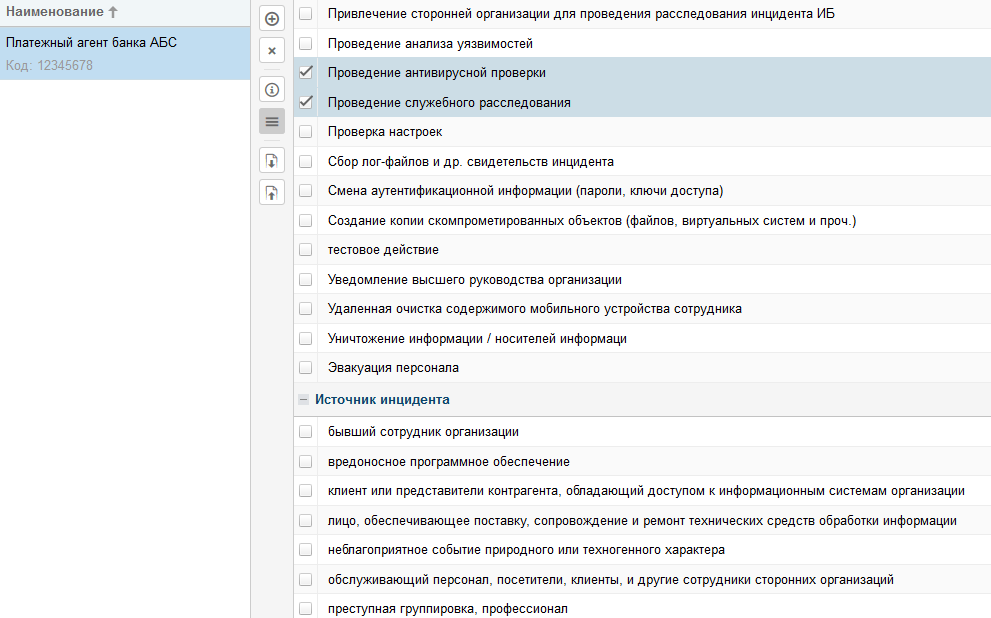 Наименование
Платежный агент банка АБС
Код: 12345678
Привлечение сторонней организации для проведения расследования инцидента ИБ
Проведение анализа уязвимостей
Проведение антивирусной проверки
Проведение служебного расследования
Проверка настроек
Сбор лог-файлов и др. свидетельств инцидента
Смена аутентификационной информации (пароли, ключи доступа)
Создание копии скомпрометированных объектов (файлов, виртуальных систем и проч.)
тестовое действие
Уведомление высшего руководства организации
Удаленная очистка содержимого мобильного устройства сотрудника
Уничтожение информации / носителей информаци
Эвакуация персонала
Источник инцидента
бывший сотрудник организации
вредоносное программное обеспечение
клиент или представители контрагента, обладающий доступом к информационным системам организации
лицо, обеспечивающее поставку, сопровождение и ремонт технических средств обработки информации
неблагоприятное событие природного или техногенного характера
обслуживающий персонал, посетители, клиенты, и другие сотрудники сторонних организаций
преступная группировка, профессионал